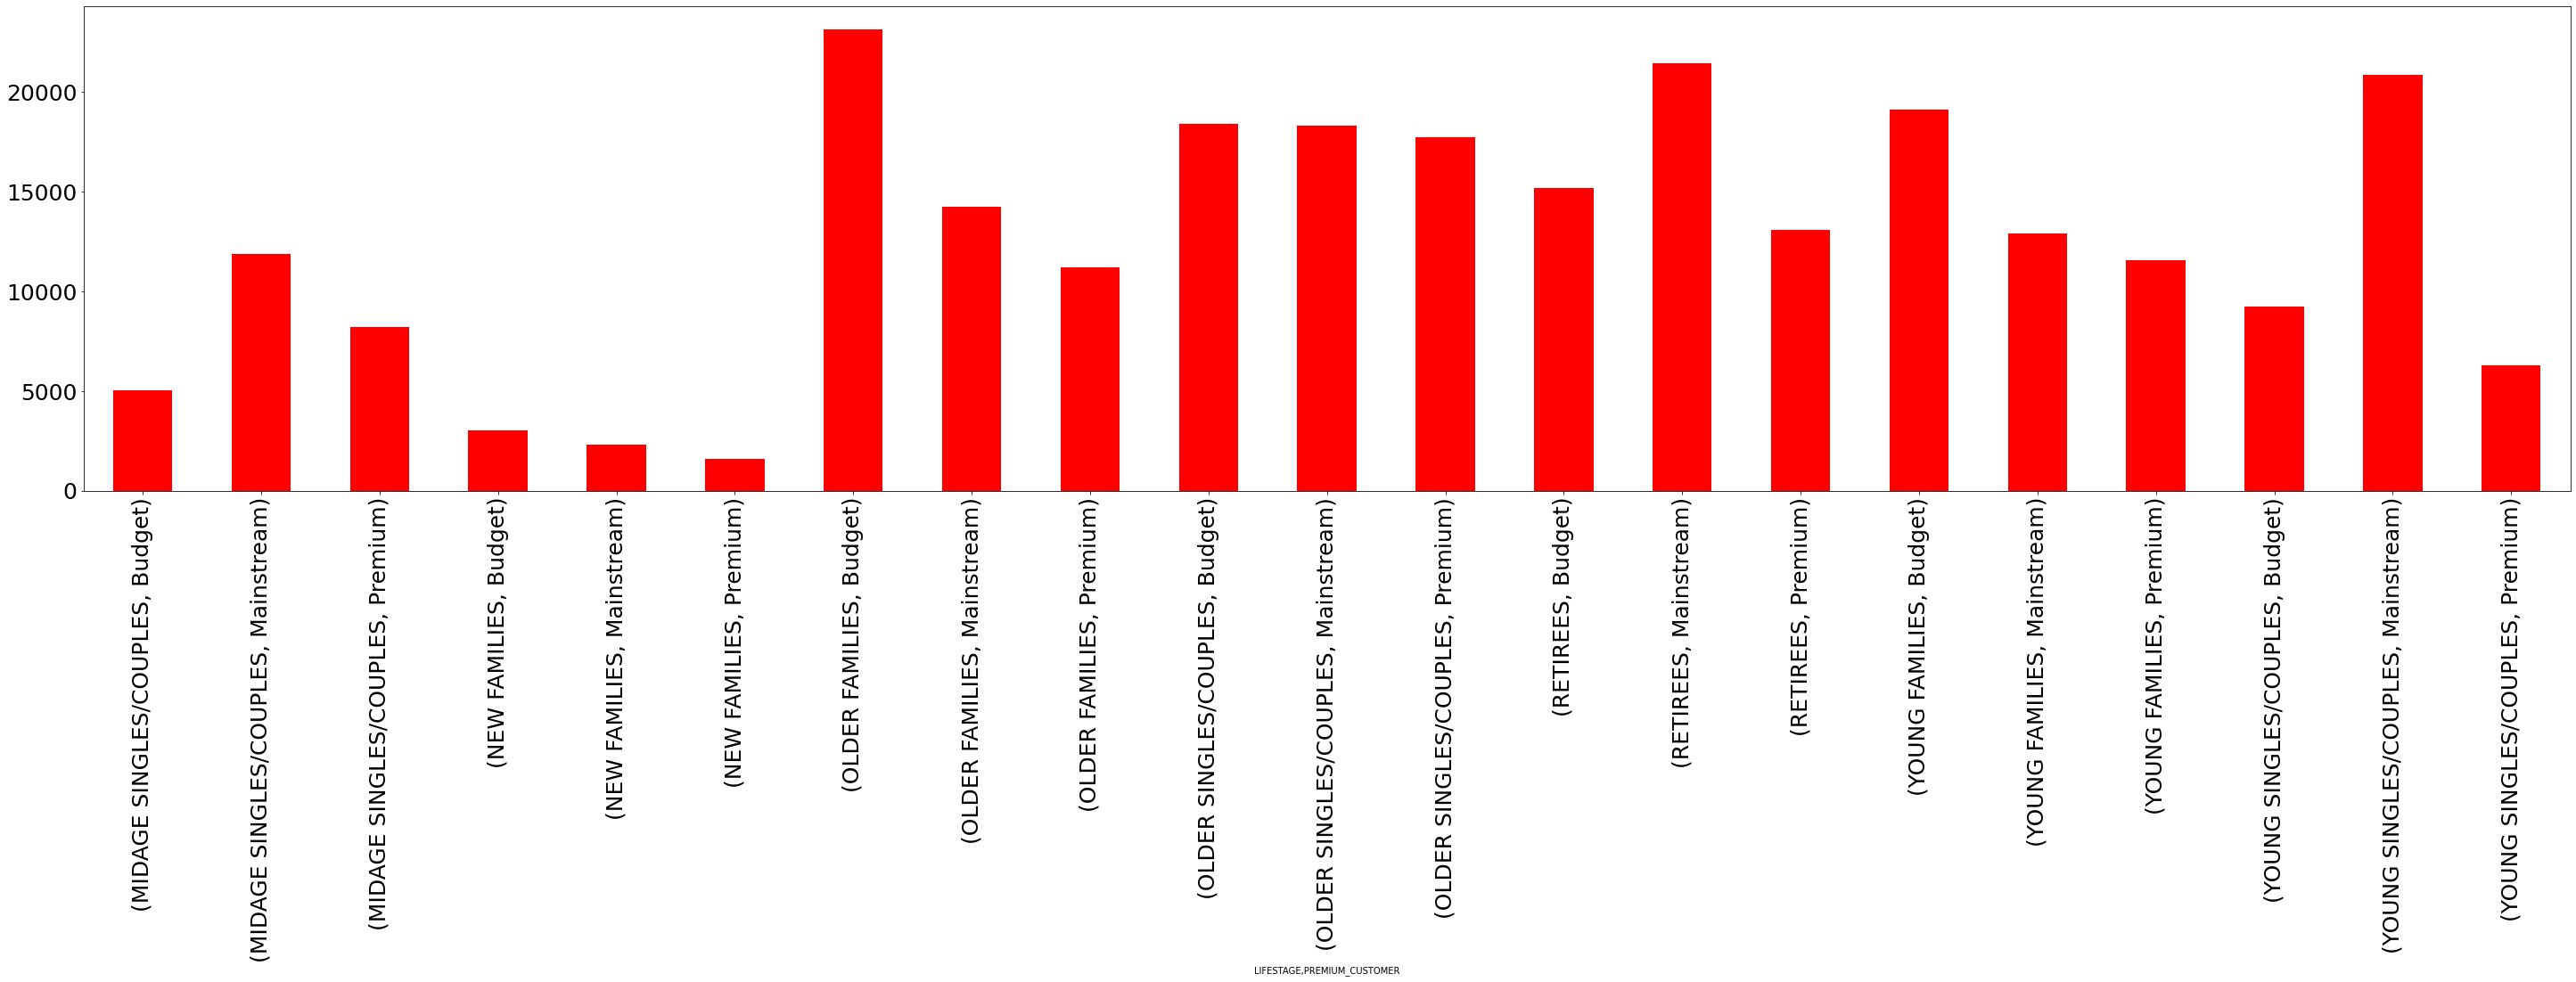 20000
15000
10000
5000
0
(MIDAGE SINGLES/COUPLES, Budget)
(MIDAGE SINGLES/COUPLES, Mainstream)
(MIDAGE SINGLES/COUPLES, Premium)
(NEW FAMILIES, Budget)
(NEW FAMILIES, Mainstream)
(NEW FAMILIES, Premium)
(OLDER FAMILIES, Budget)
(OLDER FAMILIES, Mainstream)
(OLDER FAMILIES, Premium)
(OLDER SINGLES/COUPLES, Budget)
(OLDER SINGLES/COUPLES, Mainstream)
(OLDER SINGLES/COUPLES, Premium)
(RETIREES, Budget)
(RETIREES, Mainstream)
(RETIREES, Premium)
(YOUNG FAMILIES, Budget)
(YOUNG FAMILIES, Mainstream)
(YOUNG FAMILIES, Premium)
(YOUNG SINGLES/COUPLES, Budget)
(YOUNG SINGLES/COUPLES, Mainstream)
(YOUNG SINGLES/COUPLES, Premium)
LIFESTAGE,PREMIUM_CUSTOMER